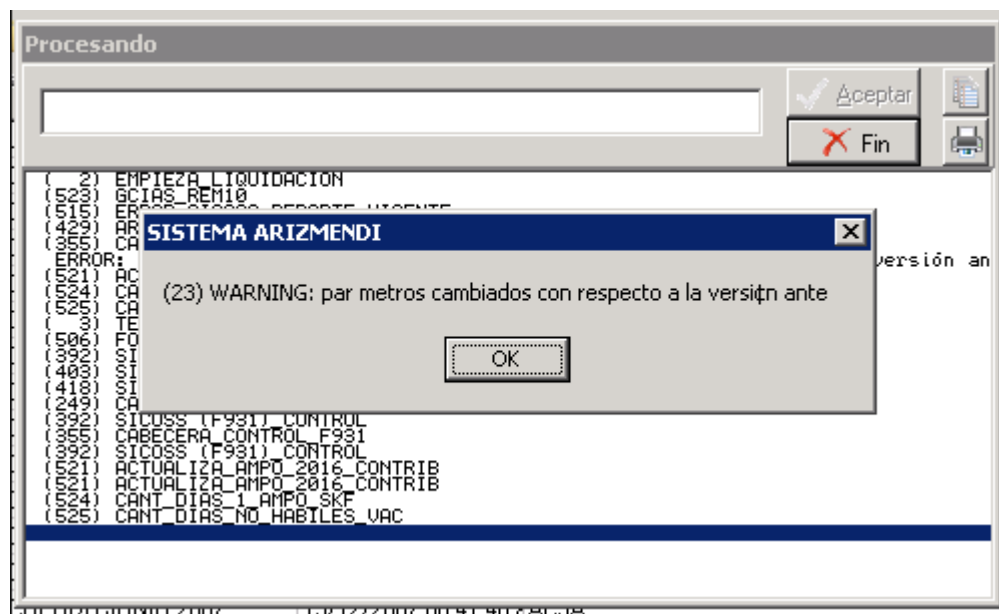 Procesando
Aceptar
Fin
( 2) EMPIEZA_LIQUIDACION
(523) GCIAS_REM10
(515)
(429) AR
(355) CA
ERROR: versión an
(521) AC
(524) CA
(525) CA
( 3) TE
(506) FO
(392) SI
(403) SI
(418) SI
(249) CA
SISTEMA ARIZMENDI
(23) WARNING: par metros cambiados con respecto a la versi¢n ante
OK
(392) SICOSS (F931)_CONTROL
(355) CABECERA_CONTROL_F931
(392) SICOSS (F931)_CONTROL
(521) ACTUALIZA_AMPO_2016_CONTRIB
(521) ACTUALIZA_AMPO_2016_CONTRIB
(524) CANT_DIAS_1_AMPO_SKF
(525) CANT_DIAS_NO_HABILES_VAC